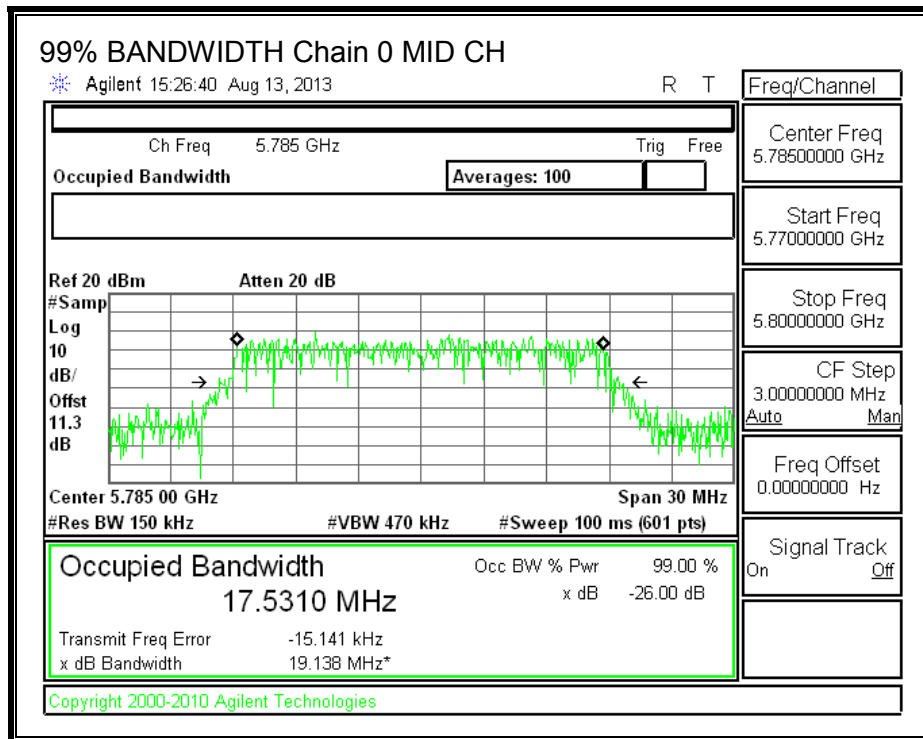 99% BANDWIDTH Chain 0 MID CH
Agilent 15:26:40 Aug 13, 2013 R T
Freq/Channel
Ch Freq 5.785 GHz Trig Free
Occupied Bandwidth Averages: 100
Center Freq
5.78500000 GHz
Start Freq
5.77000000 GHz
Stop Freq
5.80000000 GHz
CF Step
3.00000000 MHz
Auto Man
Freq Offset
0.00000000 Hz
Signal Track
On Off
Ref 20 dBm Atten 20 dB
#Samp
Log
10
dB/
Offst
11.3
dB
Center 5.785 00 GHz Span 30 MHz
#Res BW 150 kHz #VBW 470 kHz #Sweep 100 ms (601 pts)
Occupied Bandwidth Occ BW % Pwr 99.00 %
17.5310 MHz x dB -26.00 dB
Transmit Freq Error -15.141 kHz
x dB Bandwidth 19.138 MHz*
Copyright 2000-2010 Agilent Technologies